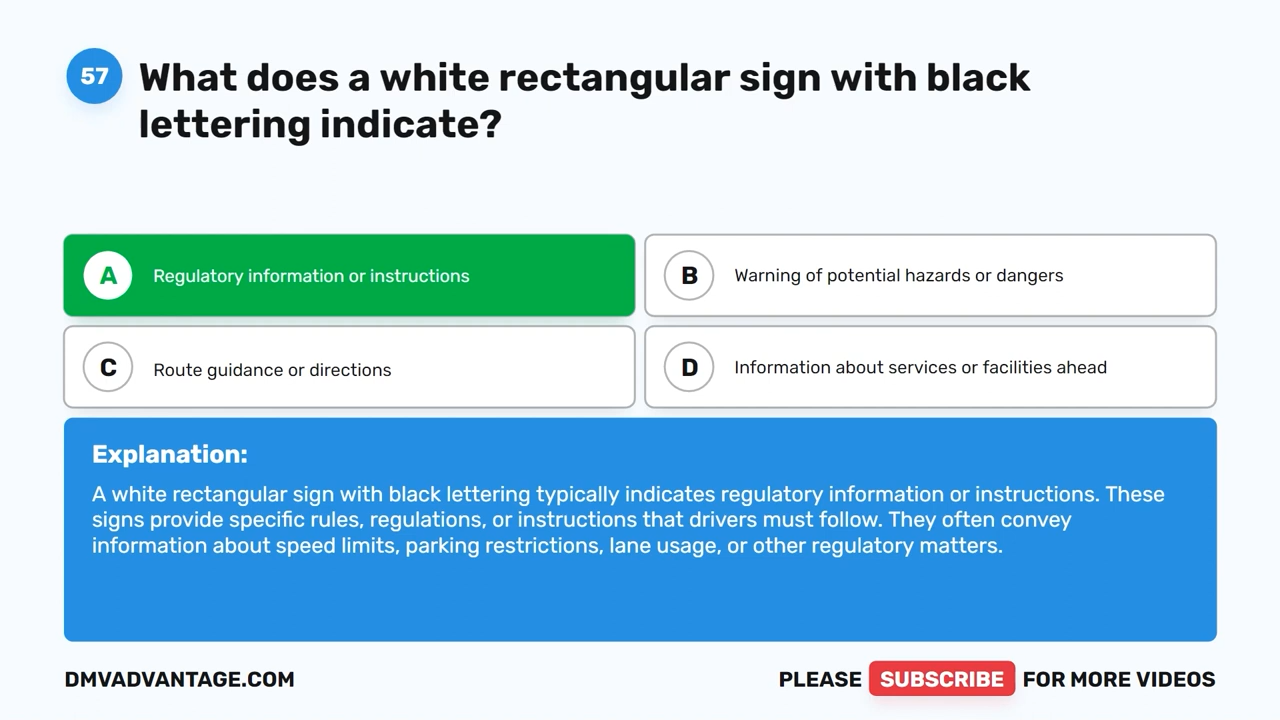 57
What does a white rectangular sign with black
lettering indicate?
A
Regulatory information or instructions
B
Warning of potential hazards or dangers
C
Route guidance or directions
D
Information about services or facilities ahead
Explanation:
A white rectangular sign with black lettering typically indicates regulatory information or instructions. These
signs provide specific rules, regulations, or instructions that drivers must follow. They often convey
information about speed limits, parking restrictions, lane usage, or other regulatory matters.
DMVADVANTAGE.COM
PLEASE SUBSCRIBE FOR MORE VIDEOS